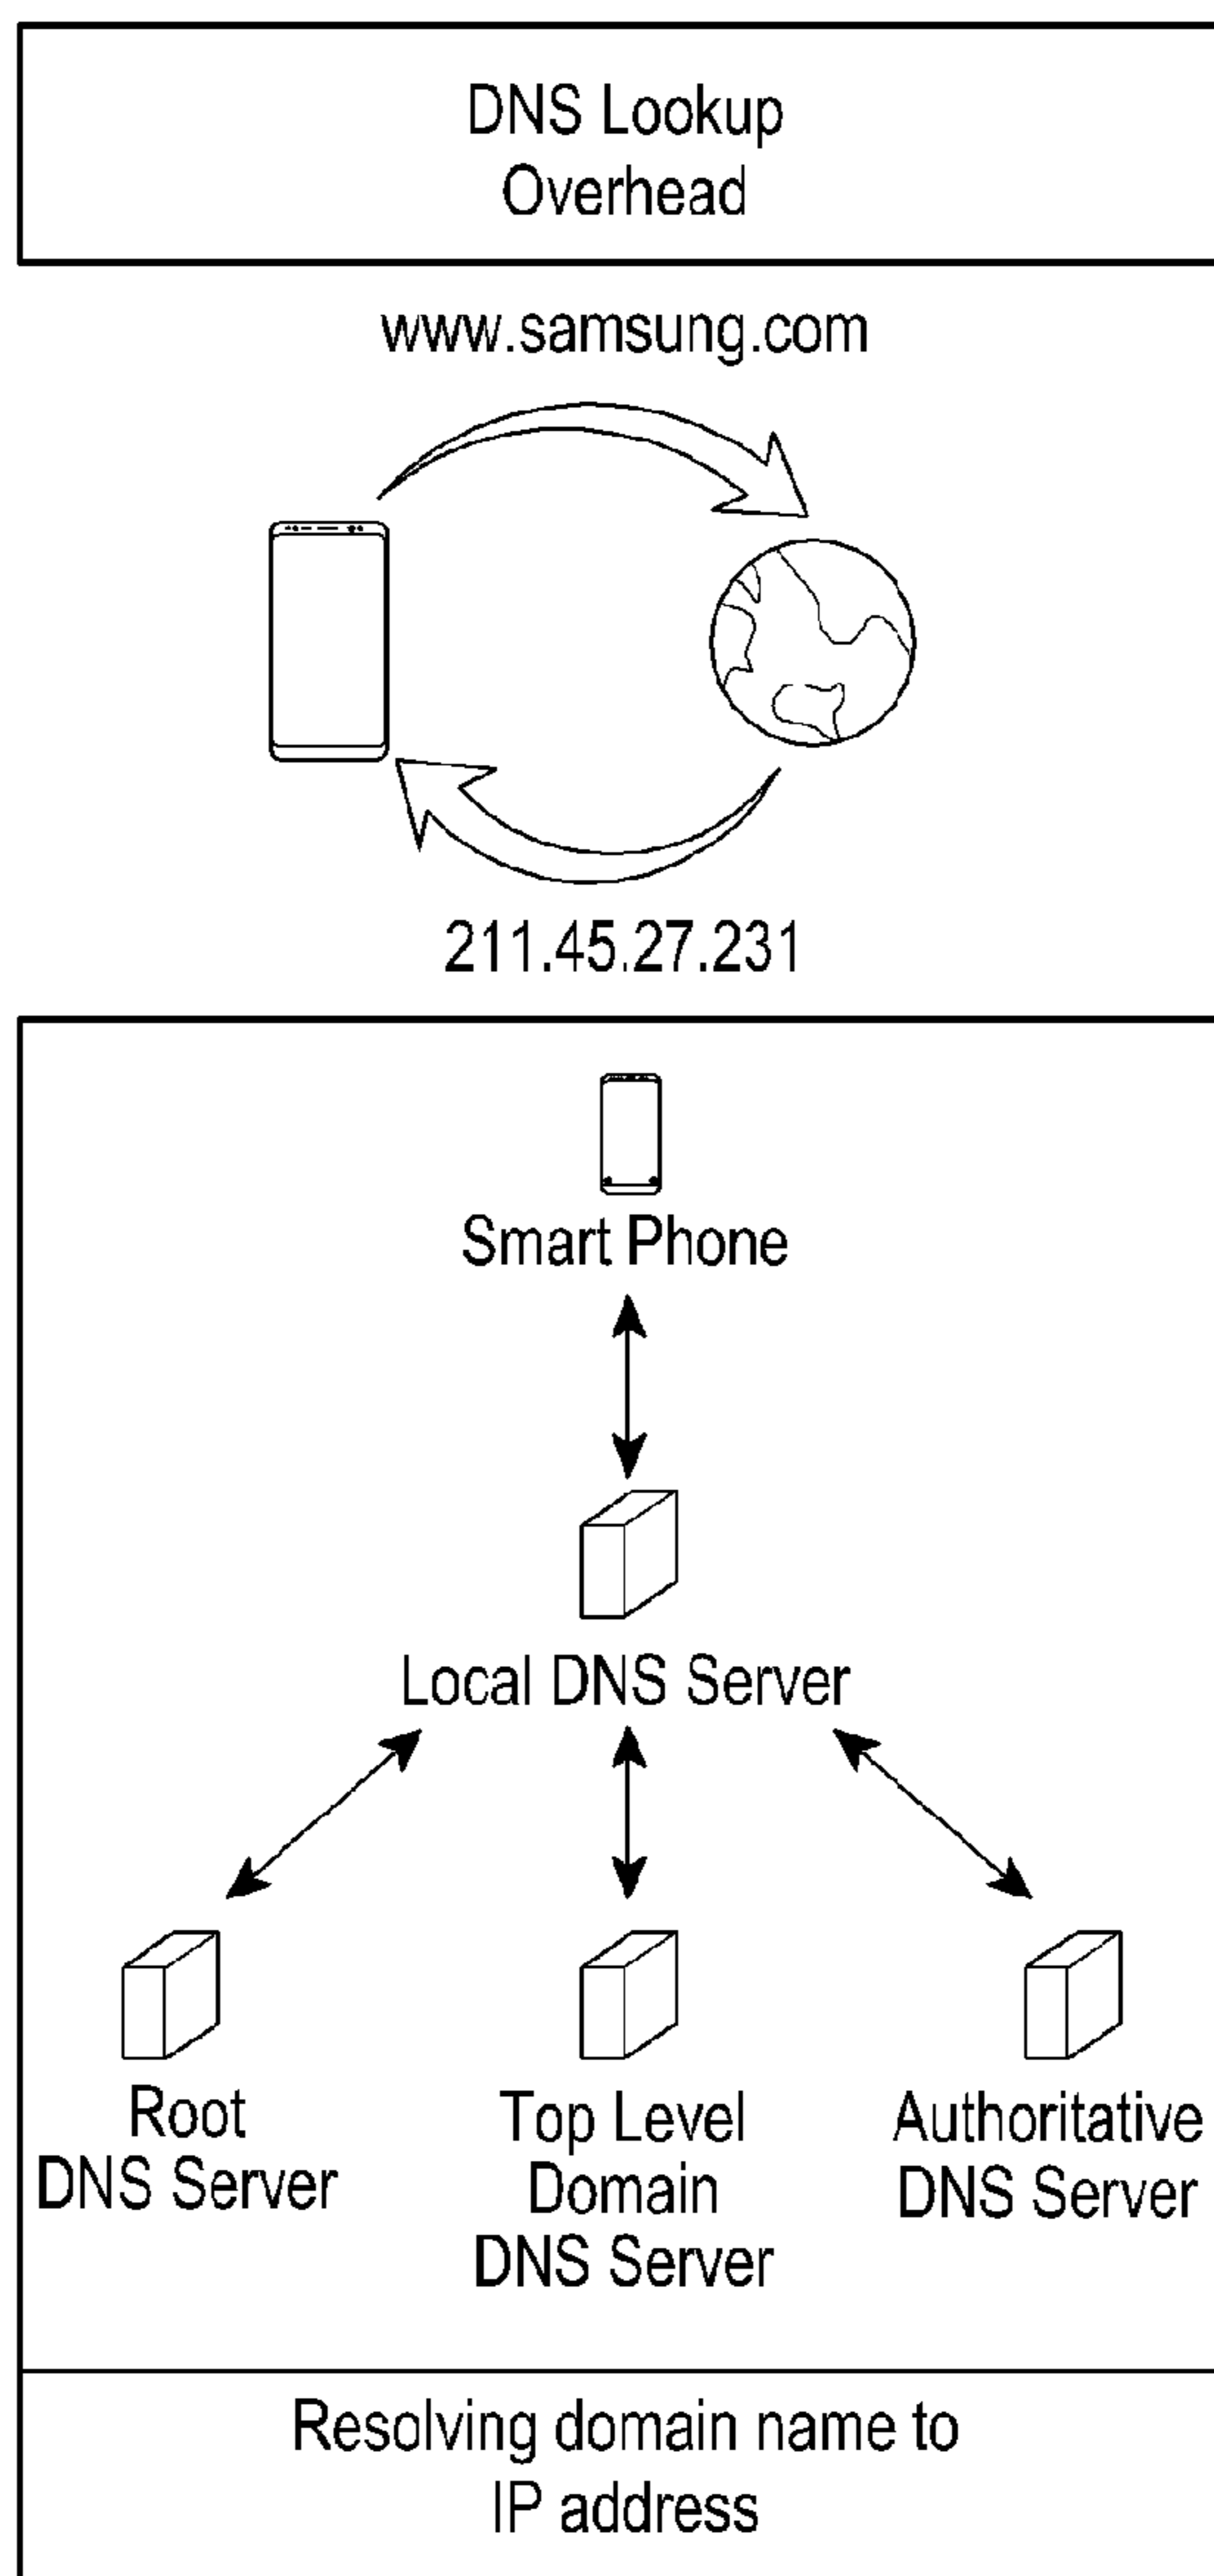 DNS Lookup
Overhead
www.samsung.com
211.45.27.231
Smart Phone
Local DNS Server
Root
DNS Server
Top Level
Domain
DNS Server
Authoritative
DNS Server
Resolving domain name to
IP address